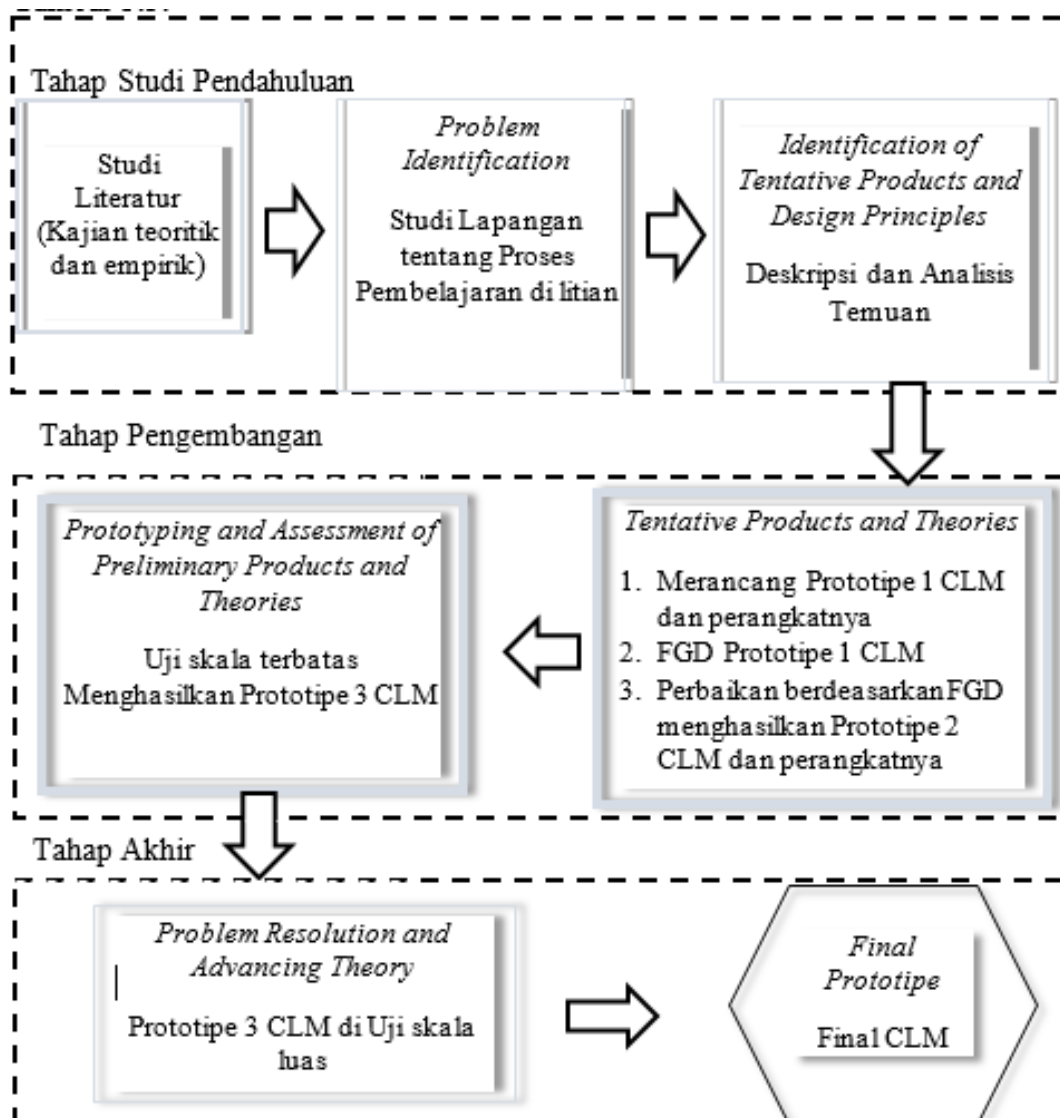 Tahap Studi Pendahuluan
Studi
Literatur
(Kajian teoritik
dan empirik)
Problem
Identification
Studi Lapangan
tentang Proses
Pembelajaran di litian
Identification of
Tentative Products and
Design Principles
Deskripsi dan Analisis
Temuan
Tahap Pengembangan
Tentative Products and Theories
1. Merancang Prototipe 1 CLM
dan perangkatnya
2. FGD Prototipe 1 CLM
3. Perbaikan berdeasarkan FGD
menghasilkan Prototipe 2
CLM dan perangkatnya
Prototyping and Assessment of
Preliminary Products and
Theories
Uji skala terbatas
Menghasilkan Prototipe 3 CLM
Tahap Akhir
Problem Resolution and
Advancing Theory
Prototipe 3 CLM di Uji skala
luas
Final
Prototipe
Final CLM